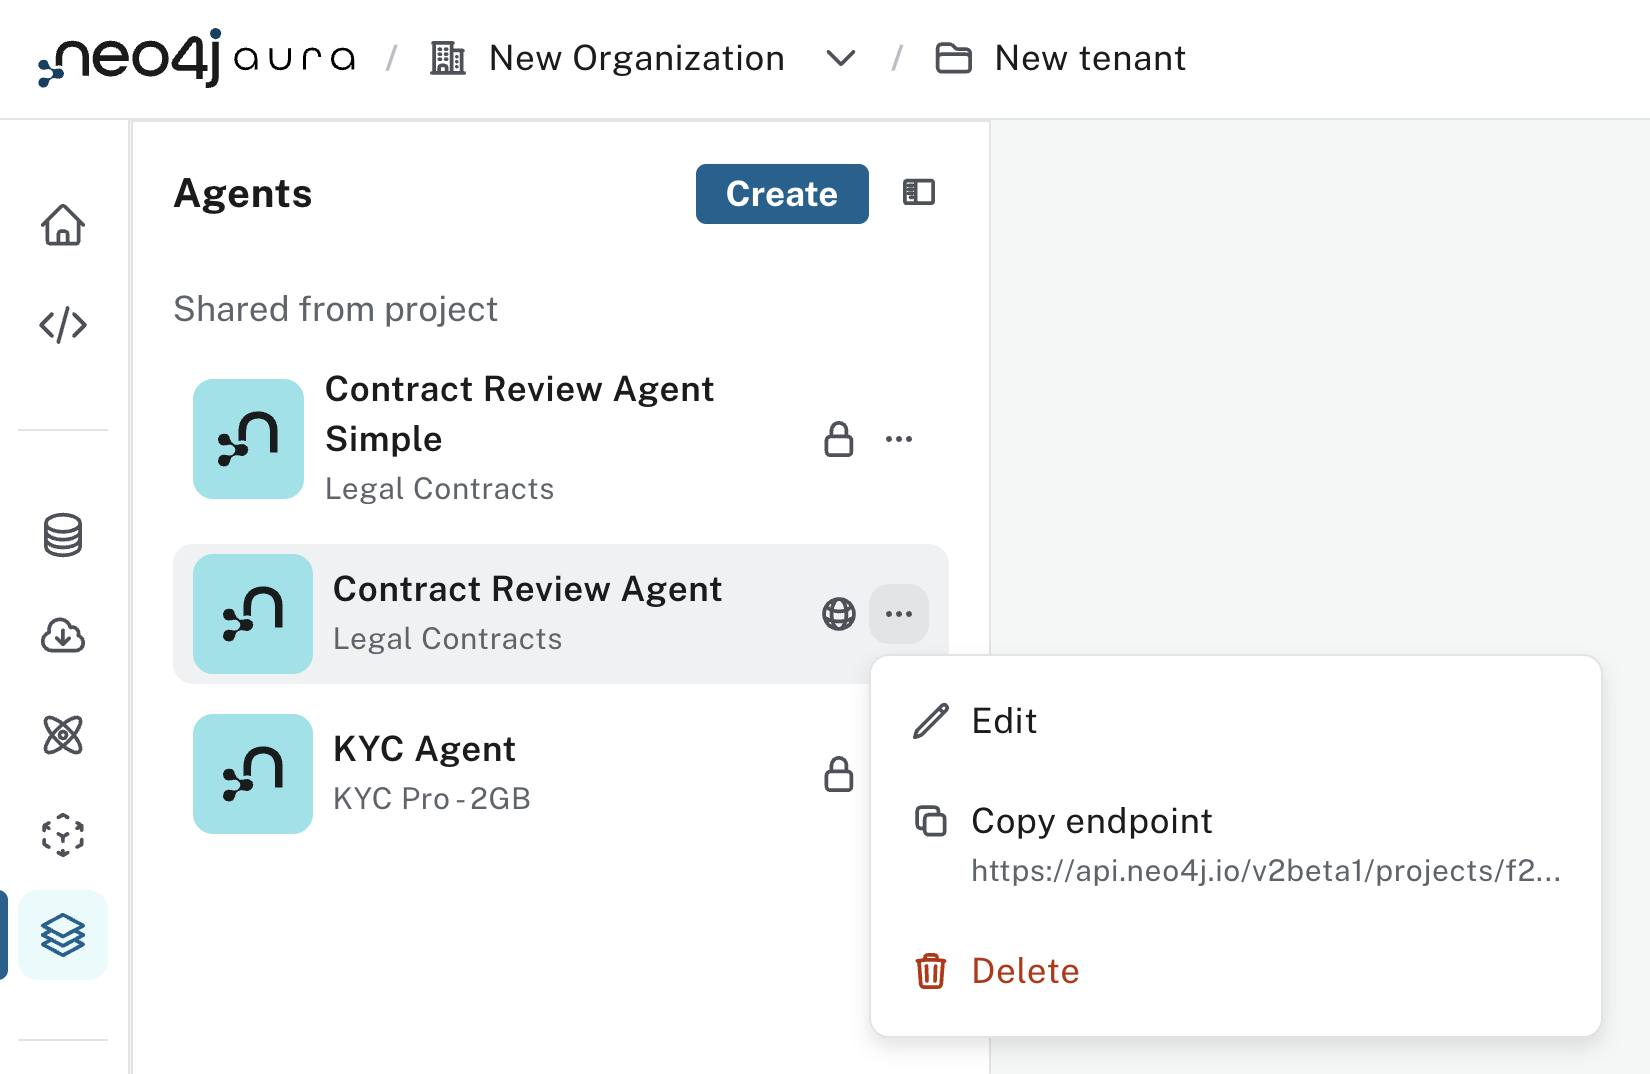 neo4j aura / New Organization / New tenant
Agents
Create
Shared from project
Contract Review Agent
Simple
Legal Contracts
Contract Review Agent
Legal Contracts
KYC Agent
KYC Pro - 2GB
Edit
Copy endpoint
https://api.neo4j.io/v2beta1/projects/f2...
Delete